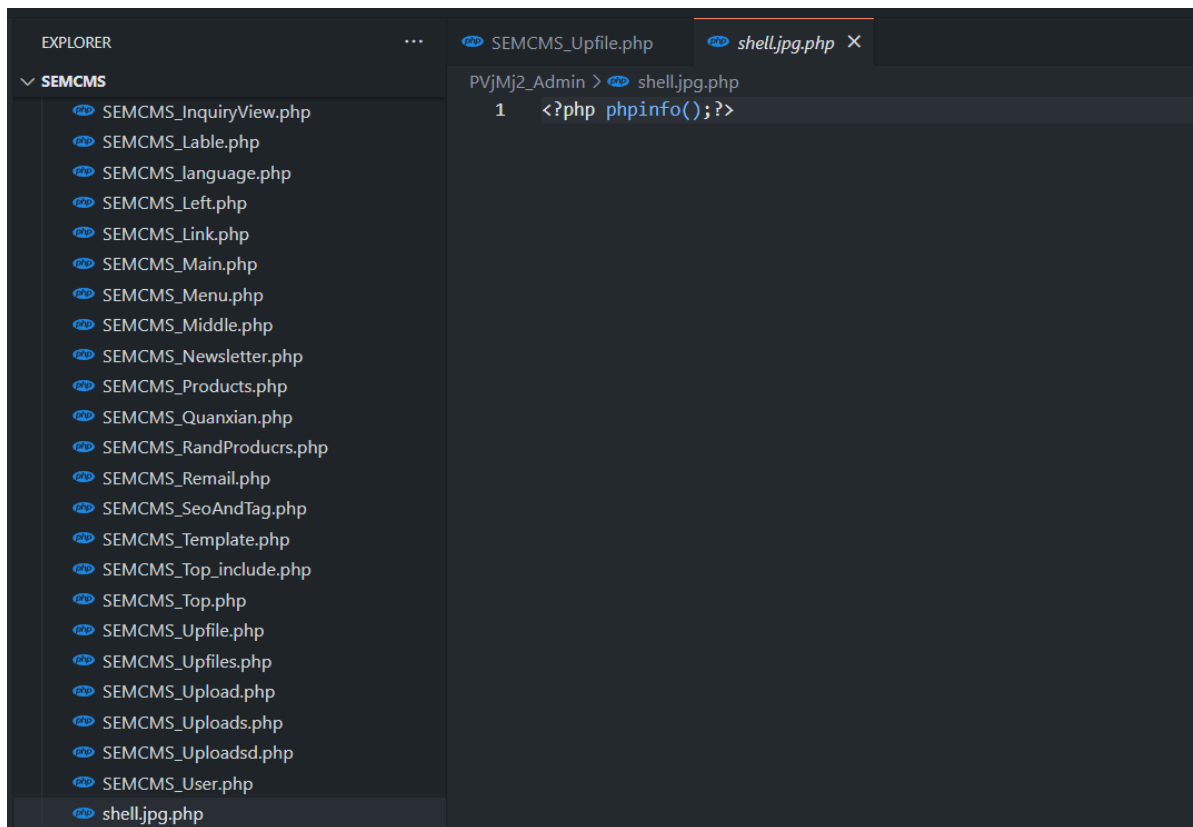 EXPLORER
···
SEMCMS_Upfile.php
shell.jpg.php
SEMCMS
PVjMj2_Admin > shell.jpg.php
1 <?php phpinfo();?>
SEMCMS_InquiryView.php
SEMCMS_Lable.php
SEMCMS_language.php
SEMCMS_Left.php
SEMCMS_Link.php
SEMCMS_Main.php
SEMCMS_Menu.php
SEMCMS_Middle.php
SEMCMS_Newsletter.php
SEMCMS_Products.php
SEMCMS_Quanxian.php
SEMCMS_RandProducrs.php
SEMCMS_Remail.php
SEMCMS_SeoAndTag.php
SEMCMS_Template.php
SEMCMS_Top_include.php
SEMCMS_Top.php
SEMCMS_Upfile.php
SEMCMS_Upfiles.php
SEMCMS_Upload.php
SEMCMS_Uploads.php
SEMCMS_Uploadsd.php
SEMCMS_User.php
shell.jpg.php